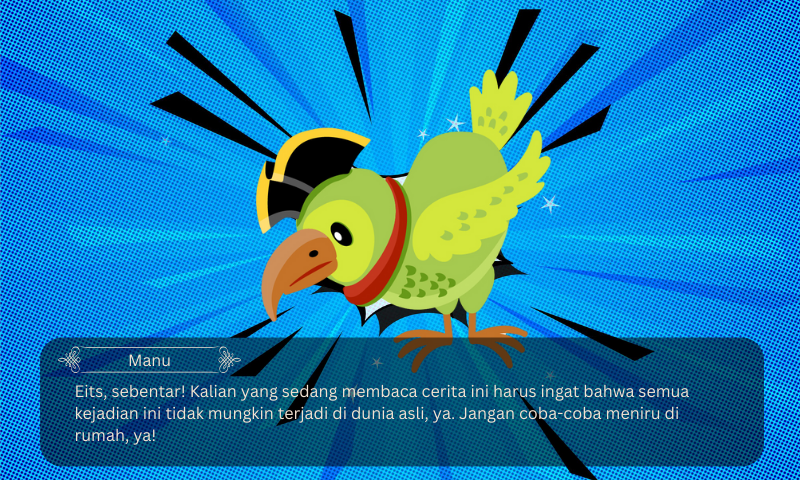 Manu
Eits, sebentar! Kalian yang sedang membaca cerita ini harus ingat bahwa semua
kejadian ini tidak mungkin terjadi di dunia asli, ya. Jangan coba-coba meniru di
rumah, ya!